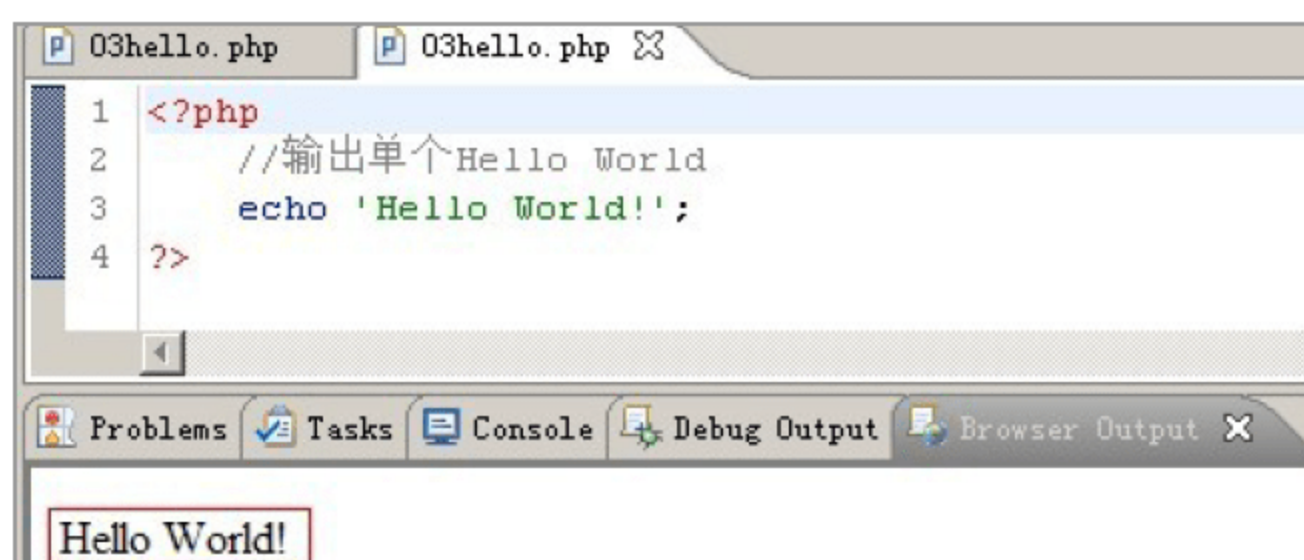 03hello.php 03hello.php
1 <?php
2 //输出单个Hello World
3 echo 'Hello World!';
4 ?>
Problems Tasks Console Debug Output Browser Output
Hello World!